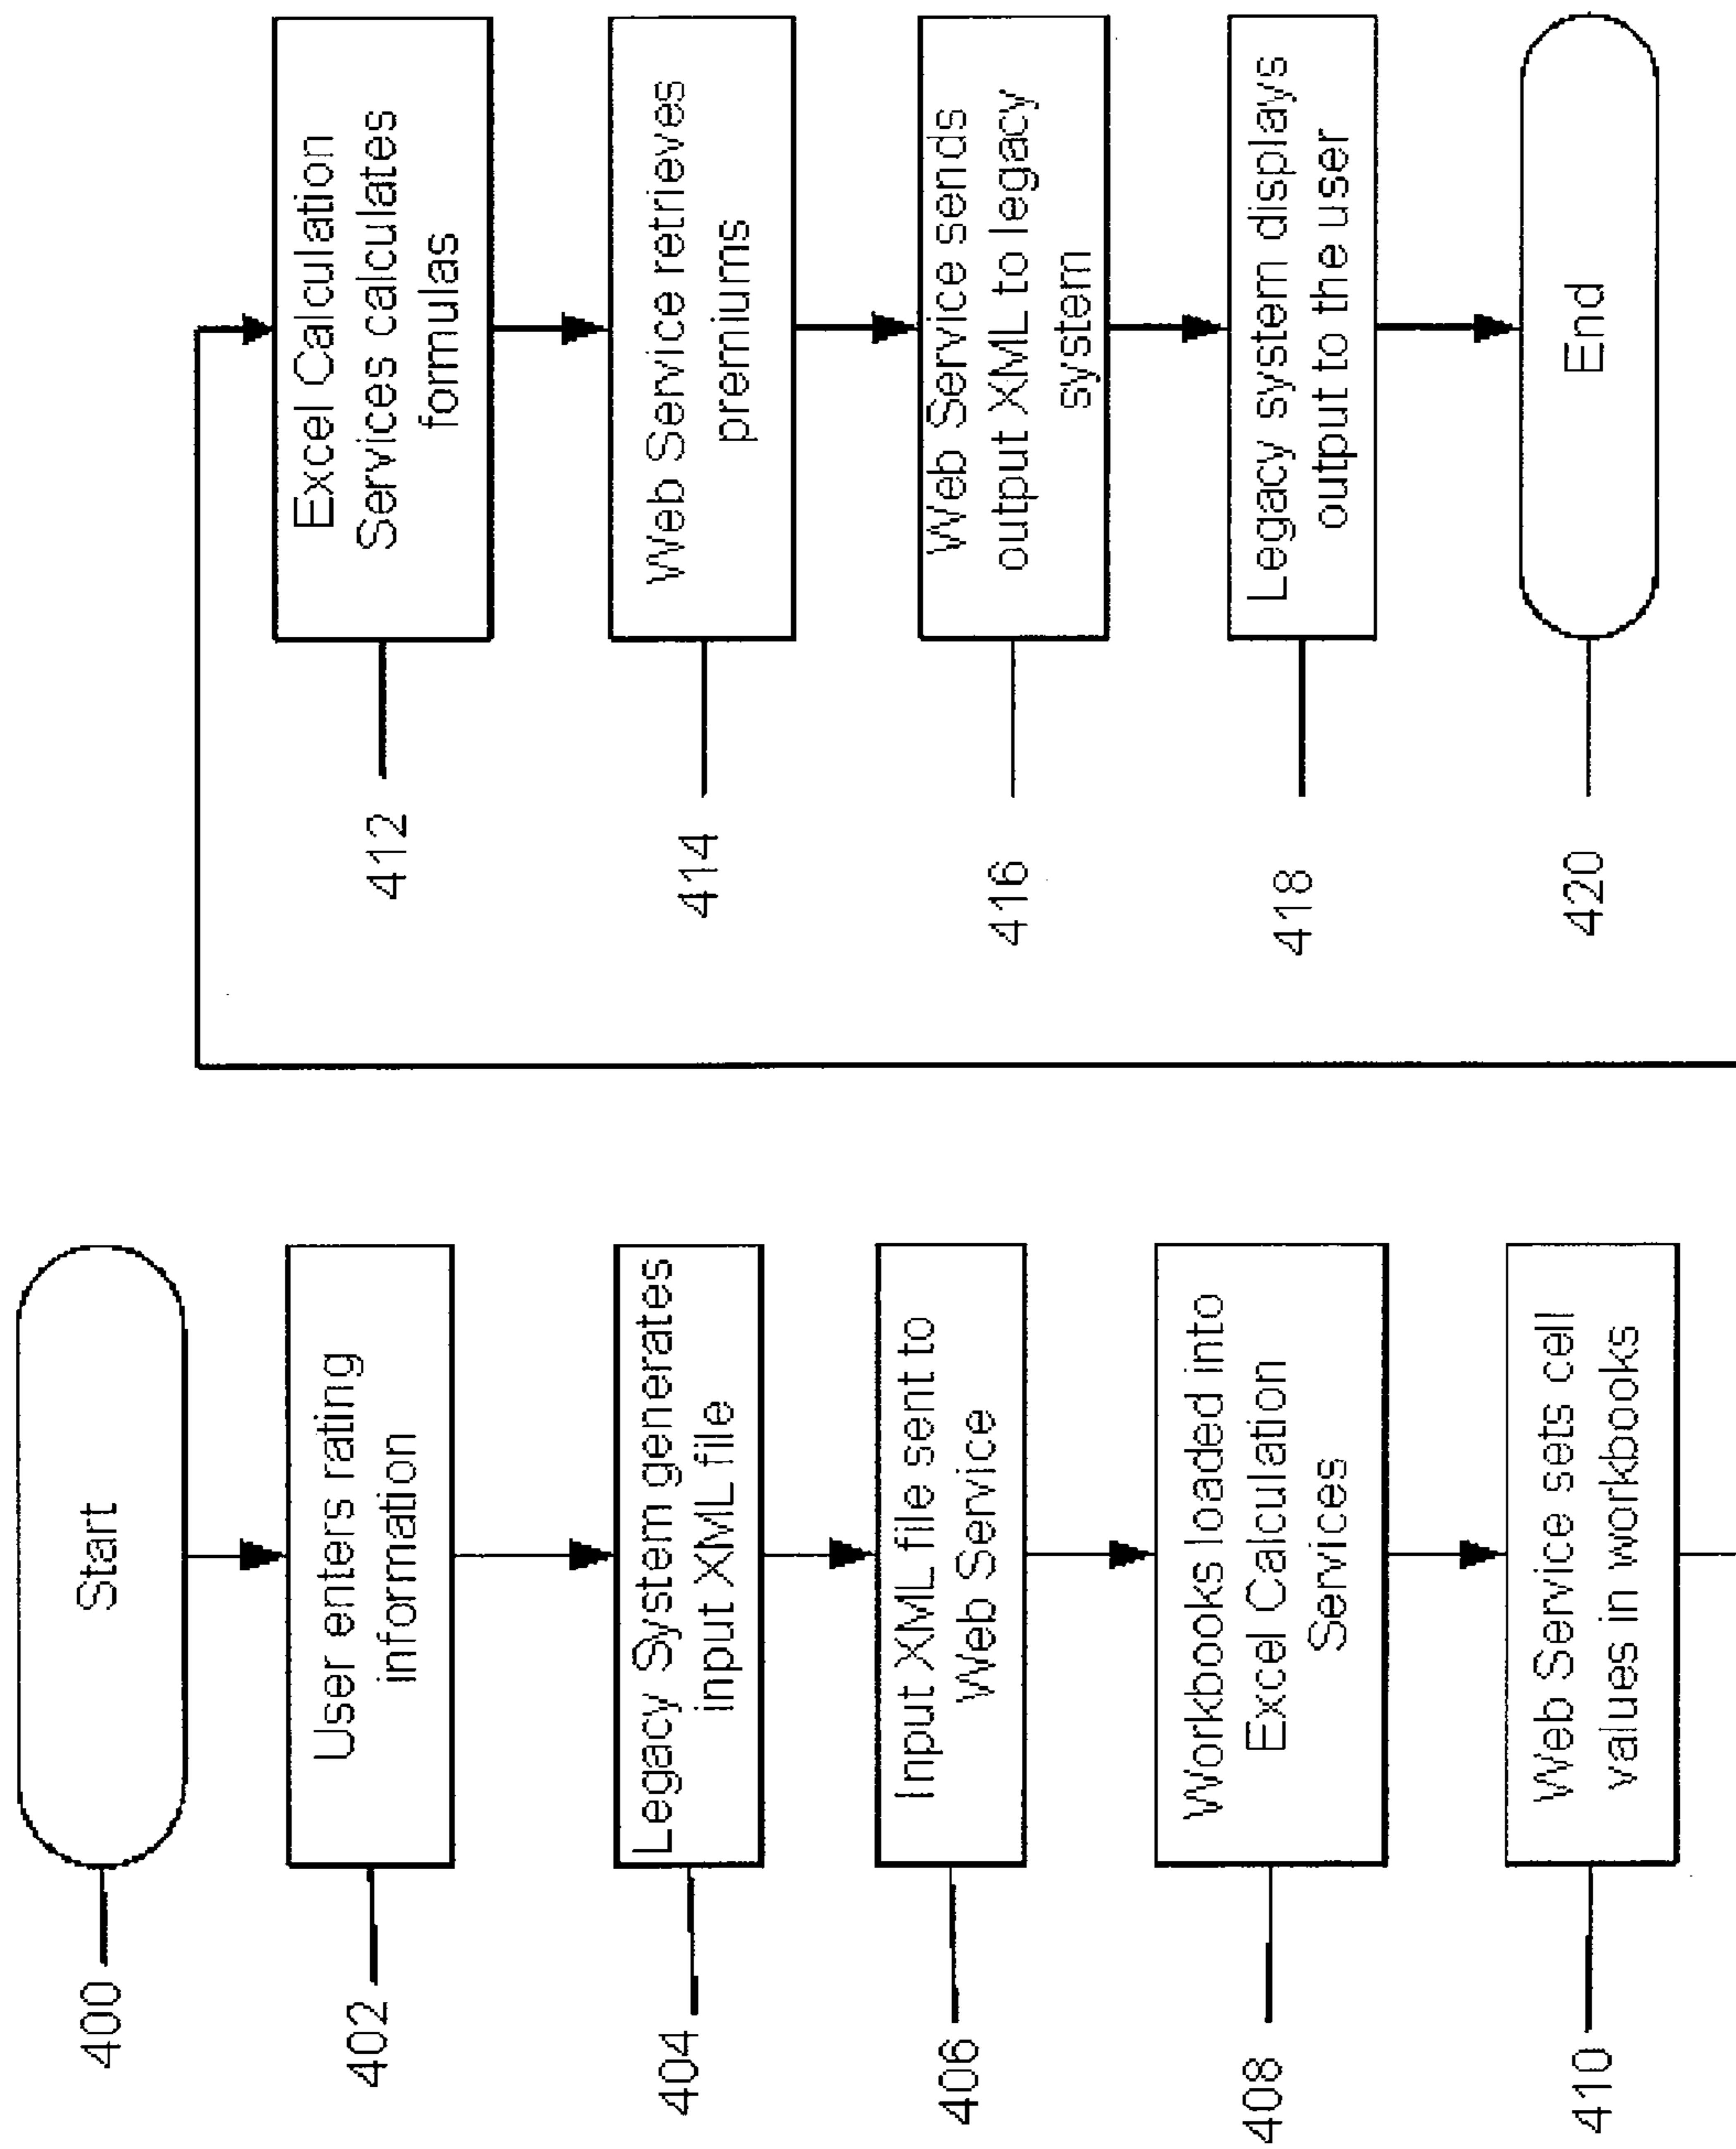 400
Start
402
User enters rating
information
404
Legacy System generates
input XML file
406
Input XML file sent to
Web Service
408
Workbooks loaded into
Excel Calculation
Services
410
Web Service sets cell
values in workbooks
412
Excel Calculation
Services calculates
formulas
414
Web Service retrieves
premiums
416
Web Service sends
output XML to legacy
system
418
Legacy system displays
output to the user
420
End